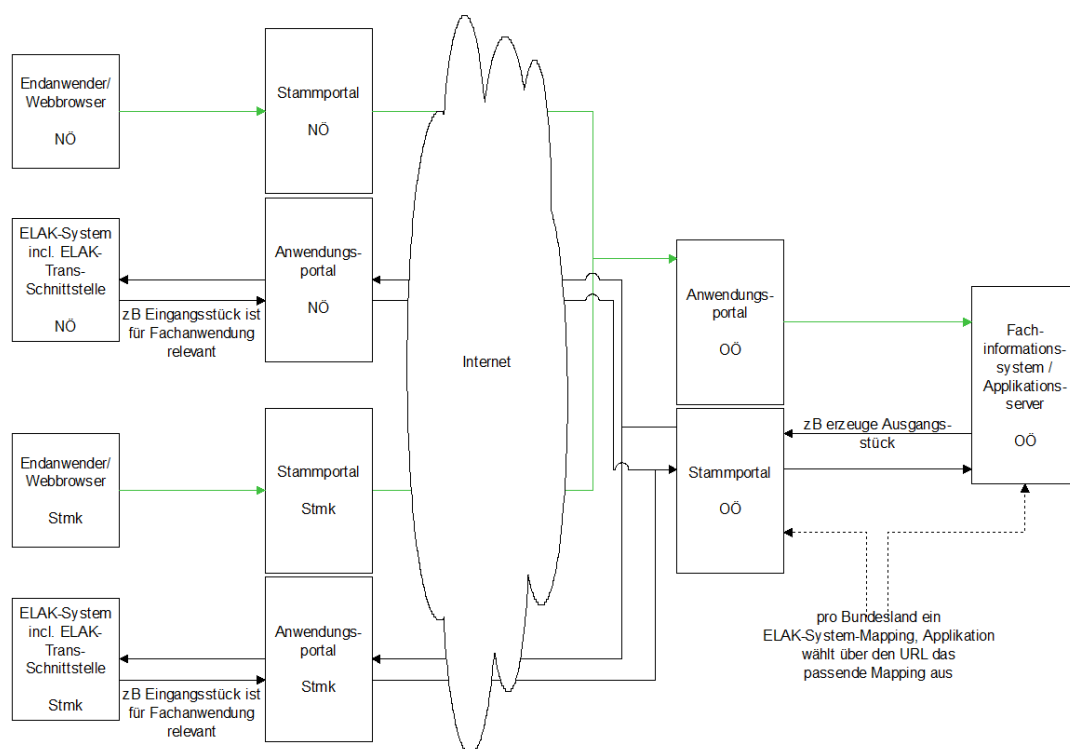 Endanwender/
Webbrowser
NÖ
Stammportal
NÖ
ELAK-System
incl. ELAK-
Trans-
Schnittstelle
NÖ
zB Eingangsstück ist
für Fachanwendung
relevant
Anwendungs-
portal
NÖ
Internet
Anwendungs-
portal
OÖ
Fach-
informations-
system /
Applikations-
server
OÖ
zB erzeuge Ausgangs-
stück
Stammportal
OÖ
Endanwender/
Webbrowser
Stmk
Stammportal
Stmk
ELAK-System
incl. ELAK-
Trans-
Schnittstelle
Stmk
zB Eingangsstück ist
für Fachanwendung
relevant
Anwendungs-
portal
Stmk
pro Bundesland ein
ELAK-System-Mapping, Applikation
wählt über den URL das
passende Mapping aus